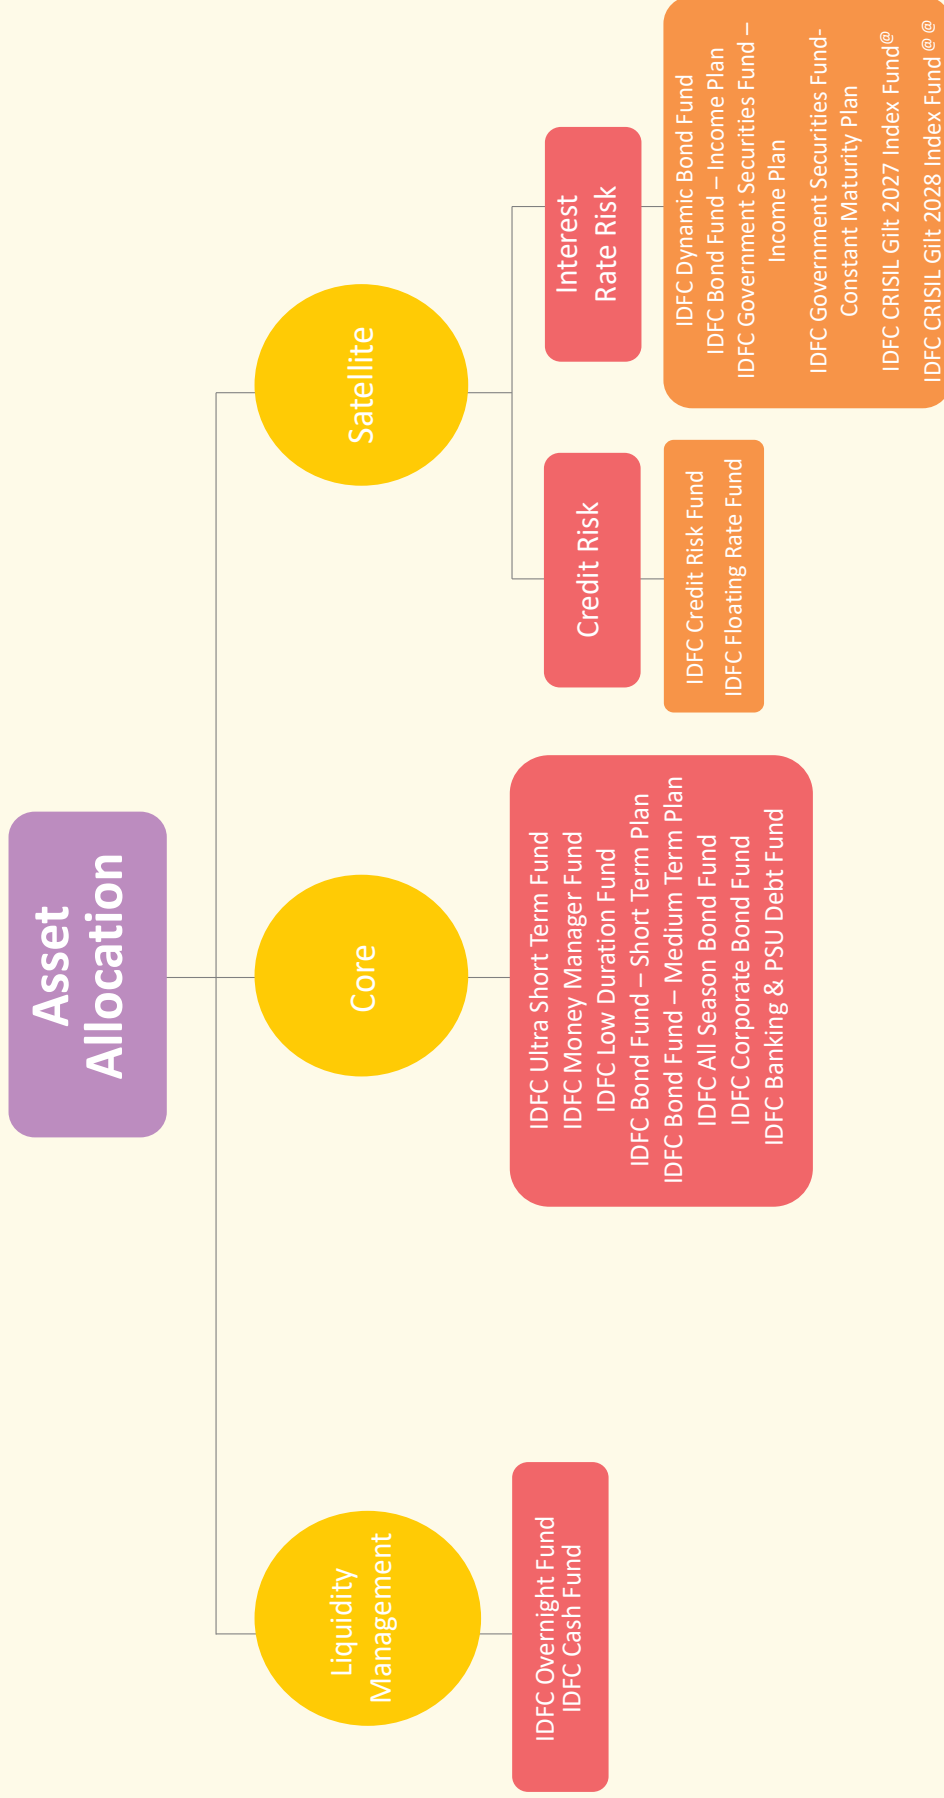 Asset
Allocation
Liquidity
Management
IDFC Overnight Fund
IDFC Cash Fund
Core
IDFC Ultra Short Term Fund
IDFC Money Manager Fund
IDFC Low Duration Fund
IDFC Bond Fund – Short Term Plan
IDFC Bond Fund – Medium Term Plan
IDFC All Season Bond Fund
IDFC Corporate Bond Fund
IDFC Banking & PSU Debt Fund
Satellite
Credit Risk
IDFC Credit Risk Fund
IDFC Floating Rate Fund
Interest
Rate Risk
IDFC Dynamic Bond Fund
IDFC Bond Fund – Income Plan
IDFC Government Securities Fund –
Income Plan
IDFC Government Securities Fund-
Constant Maturity Plan
IDFC CRISIL Gilt 2027 Index Fund@
IDFC CRISIL Gilt 2028 Index Fund @ @